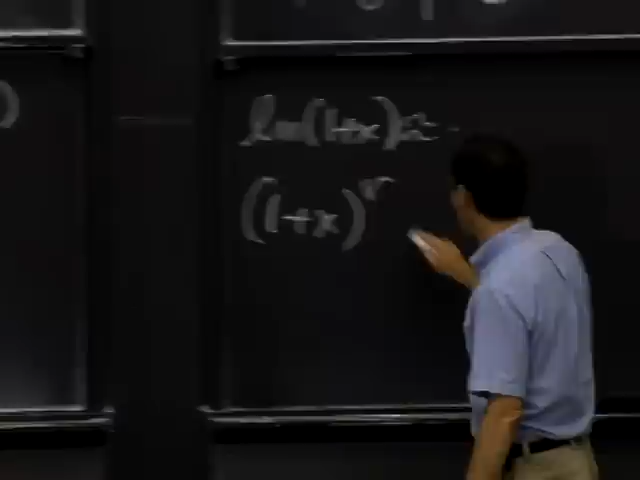 )
ln(1+x) ≈
(1+x)^r